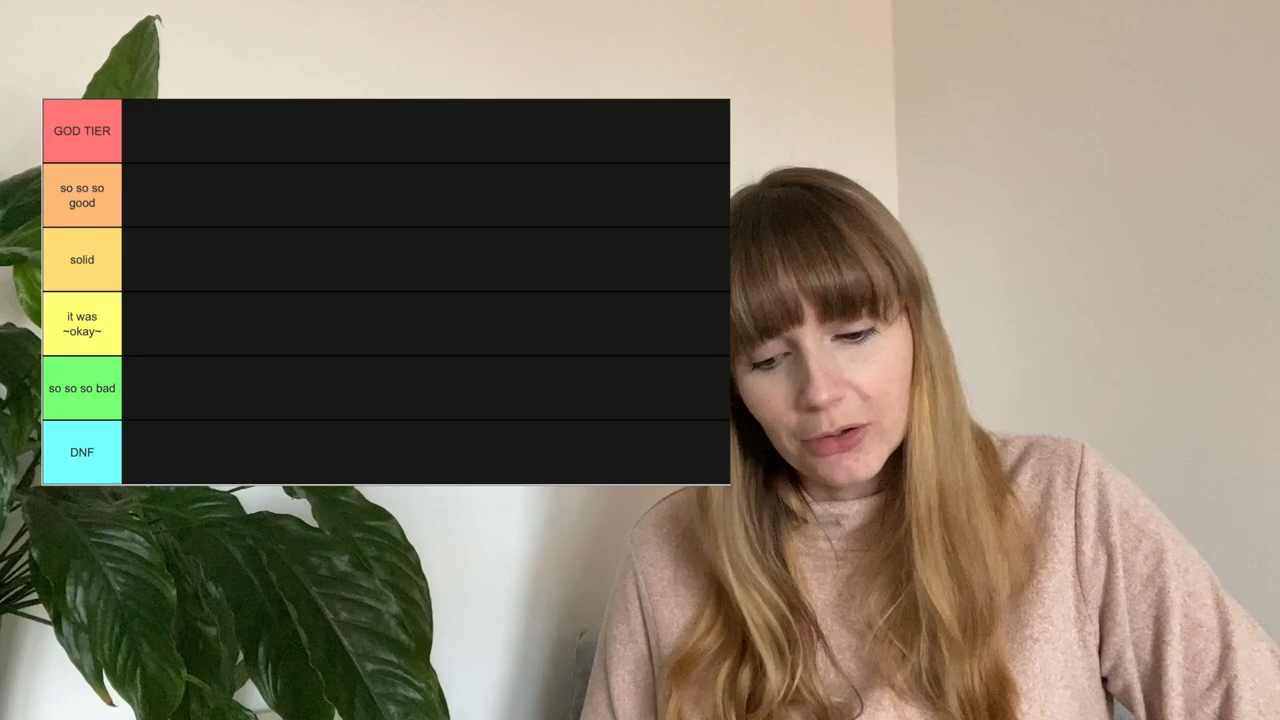 GOD TIER
so so so
good
solid
it was
~okay~
so so so bad
DNF